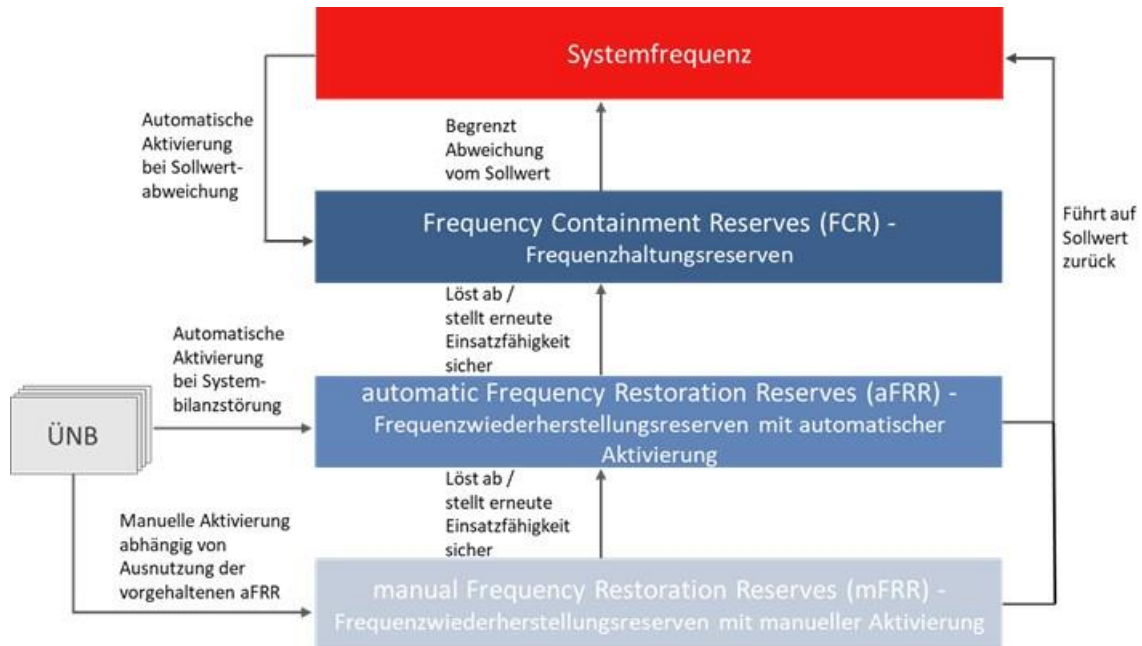 Systemfrequenz
Automatische
Aktivierung
bei Sollwert-
abweichung
Begrenzt
Abweichung
vom Sollwert
Führt auf
Sollwert
zurück
Frequency Containment Reserves (FCR) -
Frequenzhaltungsreserven
Löst ab /
stellt erneute
Einsatzfähigkeit
sicher
Automatische
Aktivierung
bei System-
bilanzstörung
ÜNB
automatic Frequency Restoration Reserves (aFRR) -
Frequenzwiederherstellungsreserven mit automatischer
Aktivierung
Löst ab /
stellt erneute
Einsatzfähigkeit
sicher
Manuelle Aktivierung
abhängig von
Ausnutzung der
vorgehaltenen aFRR
manual Frequency Restoration Reserves (mFRR) -
Frequenzwiederherstellungsreserven mit manueller Aktivierung